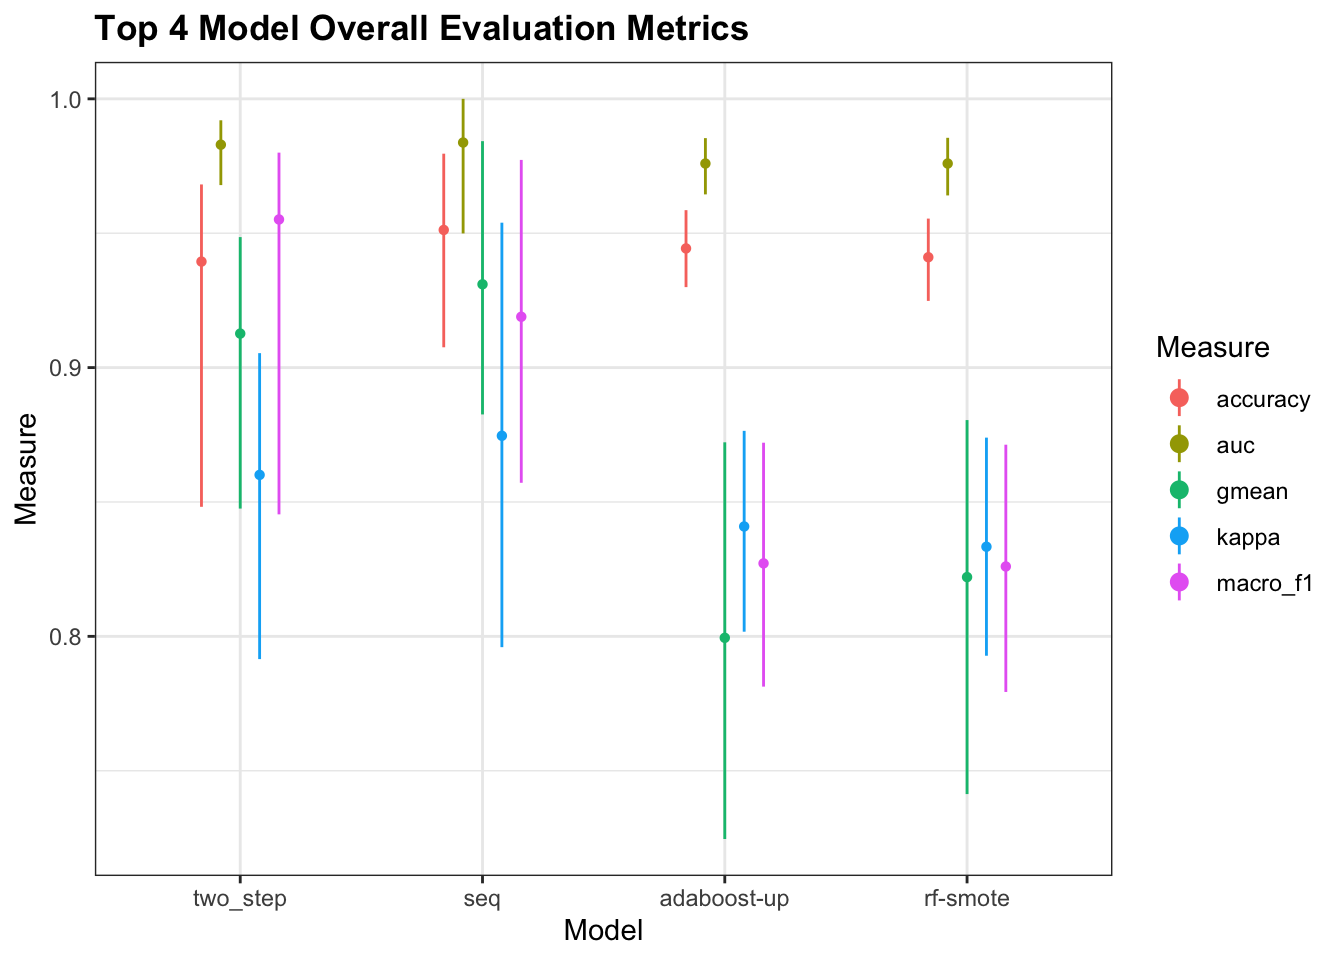 Top 4 Model Overall Evaluation Metrics
Measure
1.0
0.9
0.8
two_step
seq
adaboost-up
rf-smote
Model
Measure
accuracy
auc
gmean
kappa
macro_f1